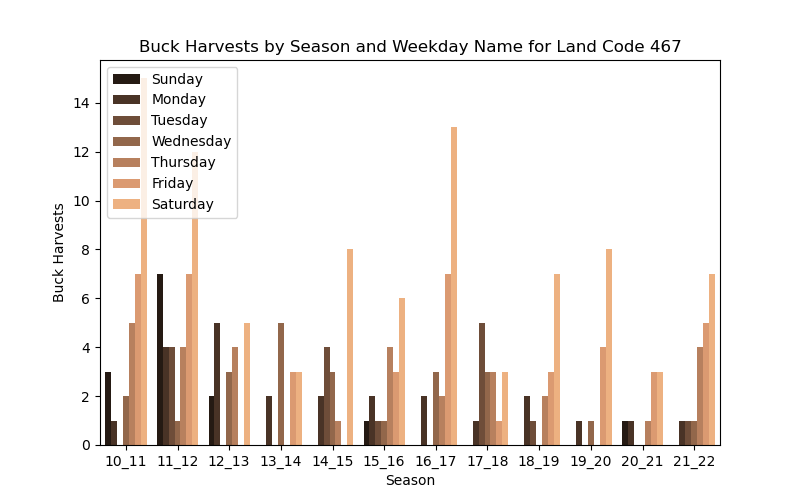 Buck Harvests by Season and Weekday Name for Land Code 467
Sunday
Monday
Tuesday
Wednesday
Thursday
Friday
Saturday
14
12
10
8
6
4
2
0
Buck Harvests
10_11 11_12 12_13 13_14 14_15 15_16 16_17 17_18 18_19 19_20 20_21 21_22
Season